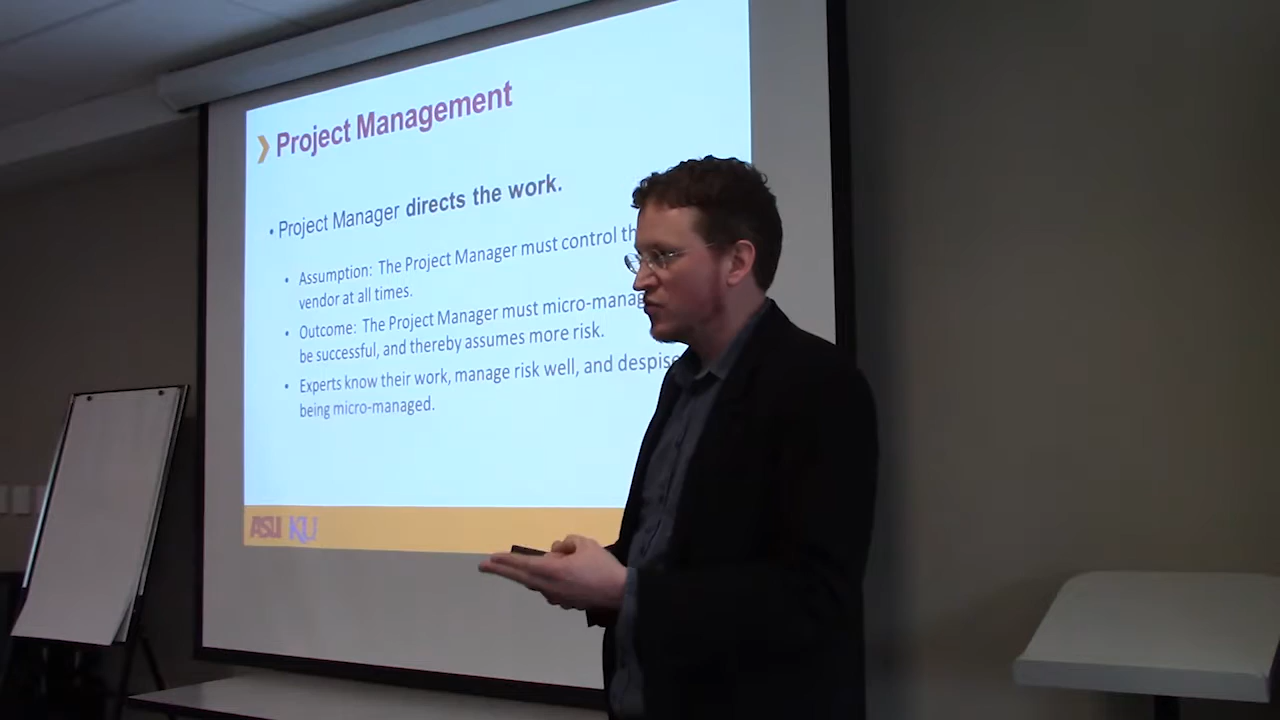 Project Management
• Project Manager directs the work.
• Assumption: The Project Manager must control th
vendor at all times.
• Outcome: The Project Manager must micro-manag
be successful, and thereby assumes more risk.
• Experts know their work, manage risk well, and despise
being micro-managed.
ASU KU